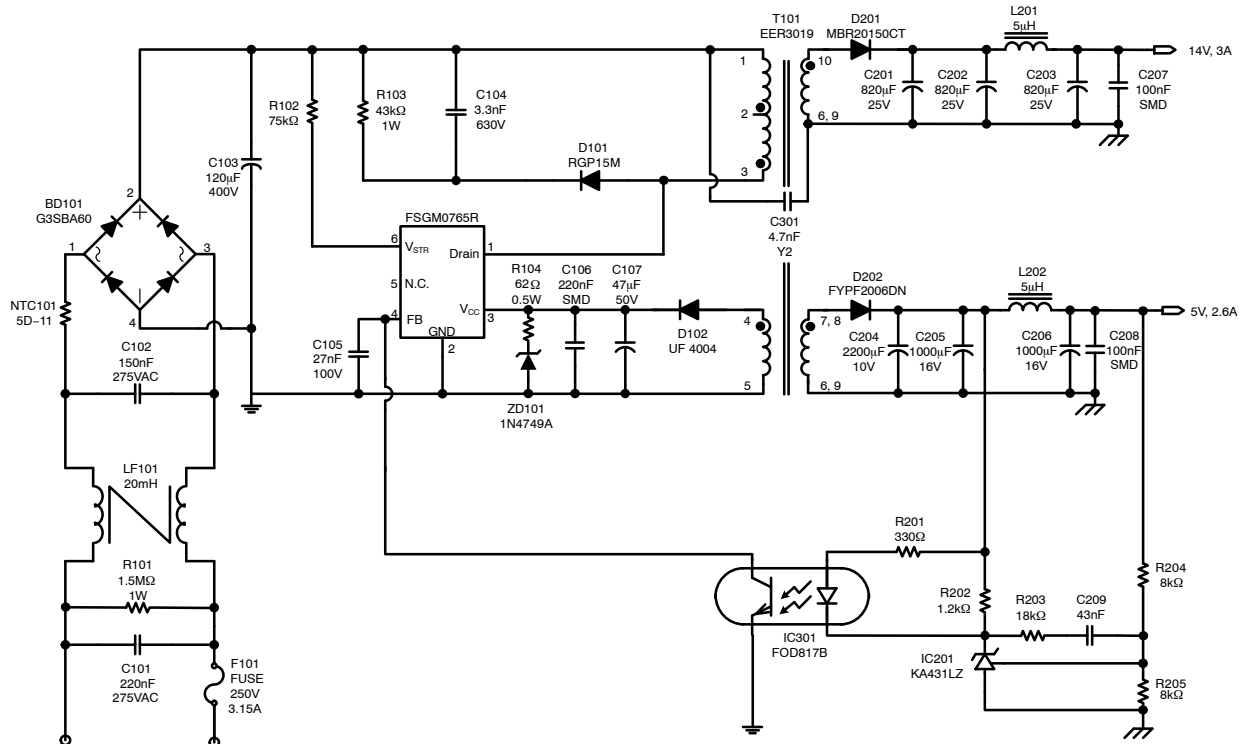 T101
EER3019
D201
MBR20150CT
L201
5μH
14V, 3A
1
2
3
10
6, 9
C201
820μF
25V
C202
820μF
25V
C203
820μF
25V
C207
100nF
SMD
R102
75kΩ
R103
43kΩ
1W
C104
3.3nF
630V
D101
RGP15M
C103
120μF
400V
C301
4.7nF
Y2
BD101
G3SBA60
2
1
3
4
+
−
~
~
NTC101
5D−11
C102
150nF
275VAC
FSGM0765R
6
VSTR
Drain
1
5
N.C.
4
FB
VCC
3
GND
2
C105
27nF
100V
R104
62Ω
0.5W
C106
220nF
SMD
C107
47μF
50V
D102
UF 4004
ZD101
1N4749A
4
5
7, 8
6, 9
D202
FYPF2006DN
L202
5μH
5V, 2.6A
C204
2200μF
10V
C205
1000μF
16V
C206
1000μF
16V
C208
100nF
SMD
LF101
20mH
R101
1.5MΩ
1W
C101
220nF
275VAC
F101
FUSE
250V
3.15A
R201
330Ω
R202
1.2kΩ
R203
18kΩ
C209
43nF
R204
8kΩ
IC301
FOD817B
IC201
KA431LZ
R205
8kΩ